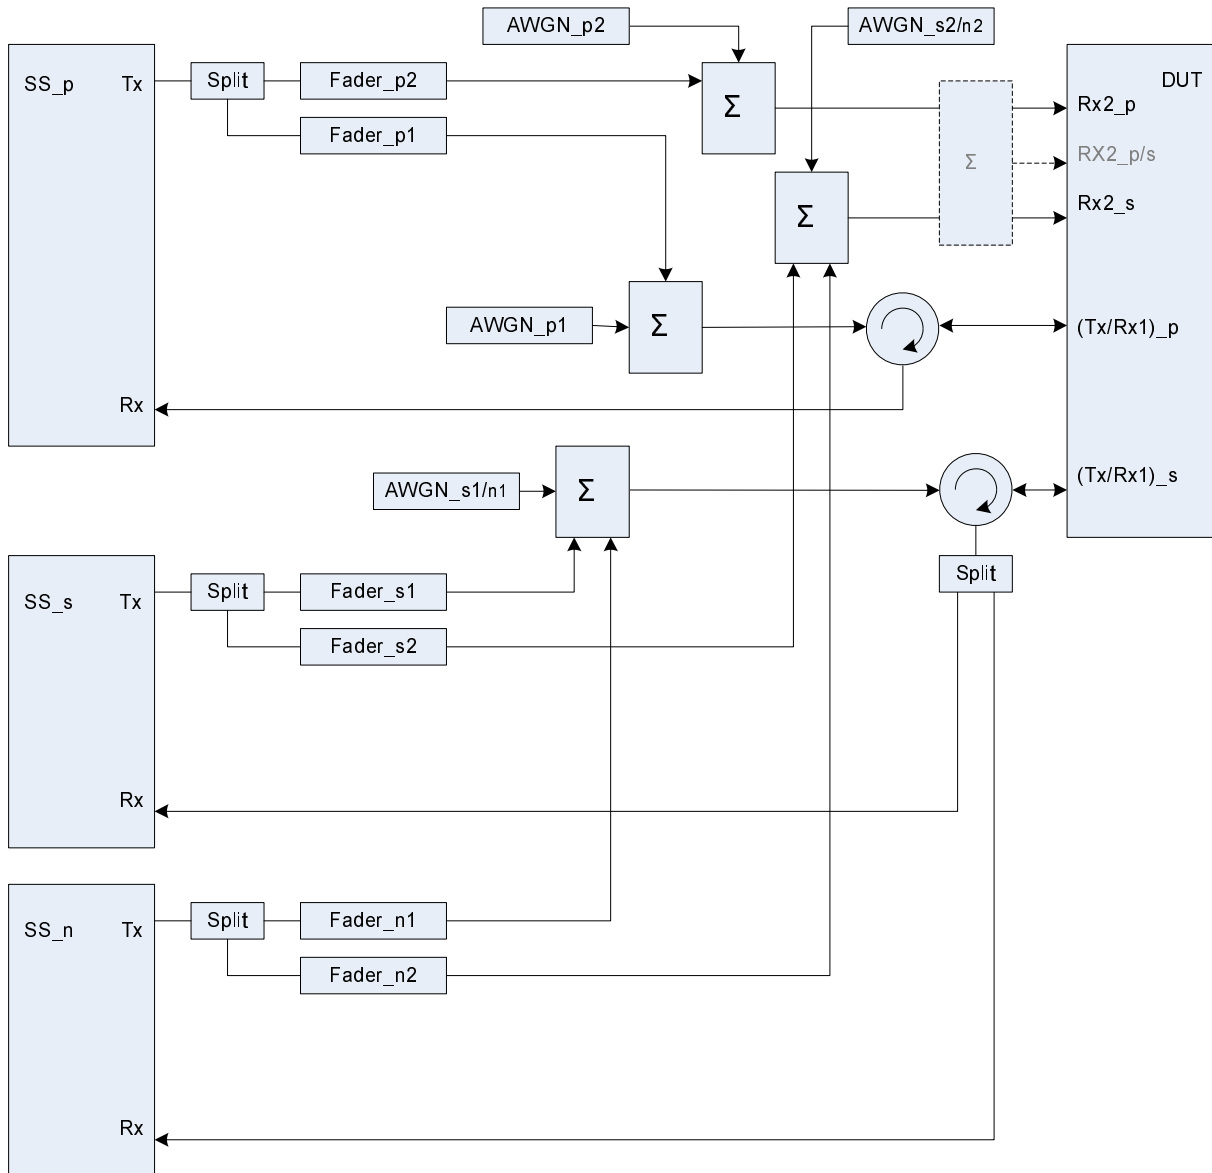 AWGN_p2
AWGN_s2/n2
SS_p
Tx
Split
Fader_p2
Σ
DUT
Rx2_p
Fader_p1
Σ
RX2_p/s
Σ
Rx2_s
AWGN_p1
Σ
(Tx/Rx1)_p
Rx
AWGN_s1/n1
Σ
(Tx/Rx1)_s
Split
SS_s
Tx
Split
Fader_s1
Fader_s2
Rx
SS_n
Tx
Split
Fader_n1
Fader_n2
Rx